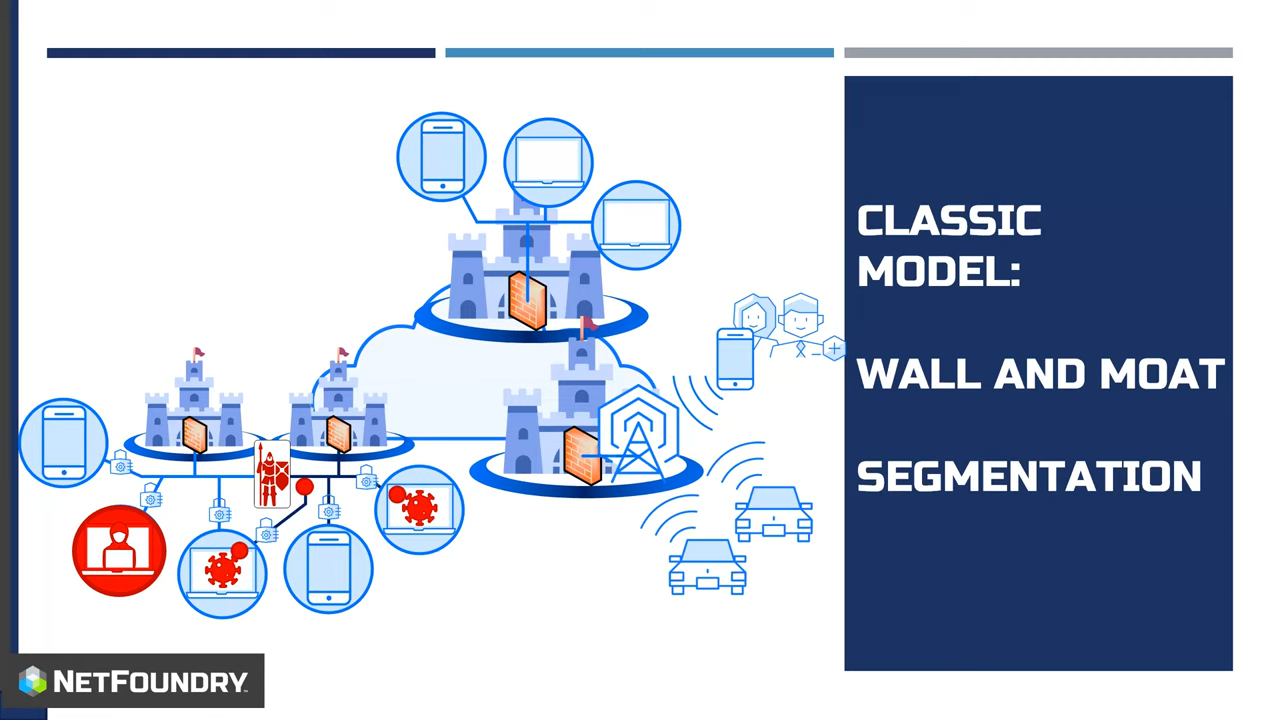 CLASSIC
MODEL:
WALL AND MOAT
SEGMENTATION
NETFOUNDRY